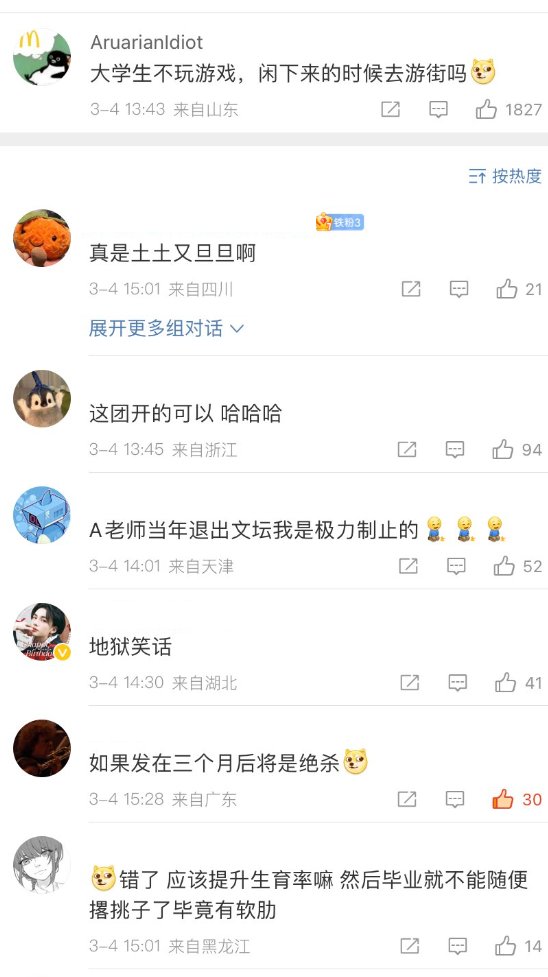 AruarianIdiot
大学生不玩游戏，闲下来的时候去游街吗
3-4 13:43 来自山东
1827
按热度
铁粉3
真是土土又旦旦啊
3-4 15:01 来自四川
21
展开更多组对话
这团开的可以 哈哈哈
3-4 13:45 来自浙江
94
A老师当年退出文坛我是极力制止的
3-4 14:01 来自天津
52
地狱笑话
3-4 14:30 来自湖北
41
如果发在三个月后将是绝杀
3-4 15:28 来自广东
30
错了 应该提升生育率嘛 然后毕业就不能随便
撂挑子了毕竟有软肋
3-4 15:01 来自黑龙江
14